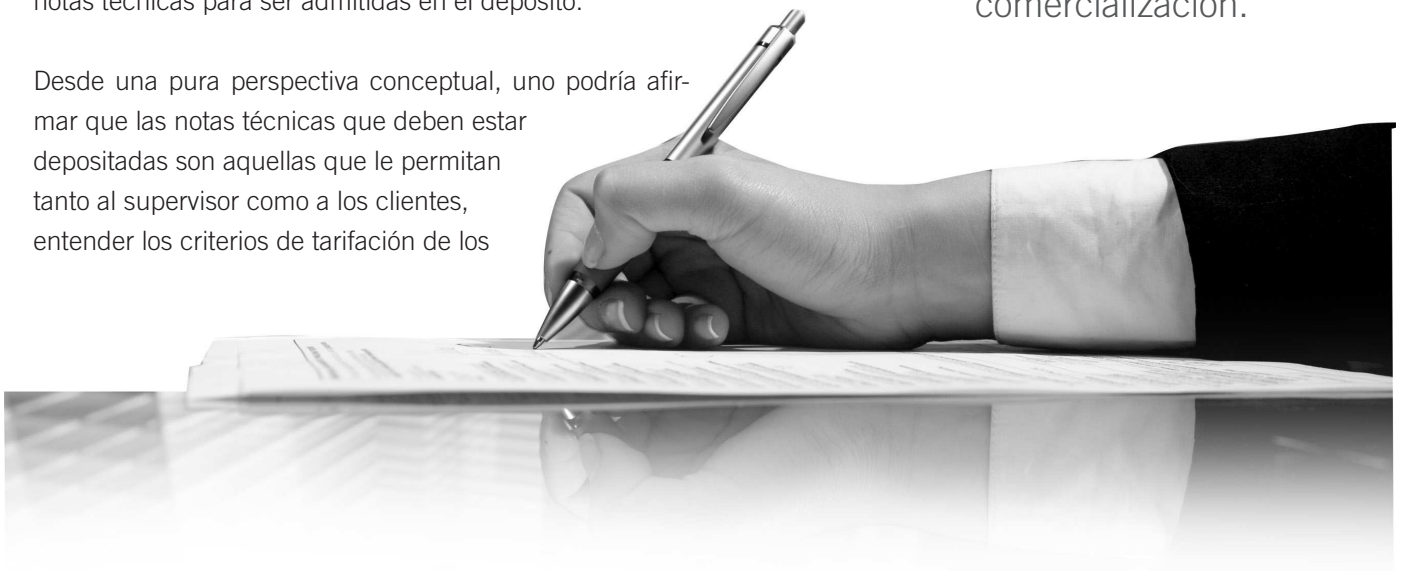 notas técnicas para ser admitidas en el depósito.
comercialización.
Desde una pura perspectiva conceptual, uno podría afir-
mar que las notas técnicas que deben estar
depositadas son aquellas que le permitan
tanto al supervisor como a los clientes,
entender los criterios de tarifación de los